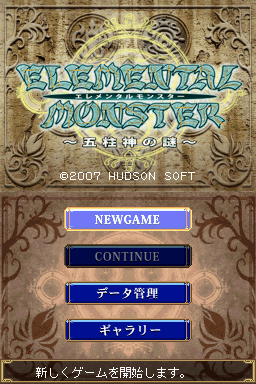 ELEMENTAL
エレメンタルモンスター
MONSTER
～五柱神の謎～
©2007 HUDSON SOFT
NEWGAME
CONTINUE
データ管理
ギャラリー
新しくゲームを開始します。